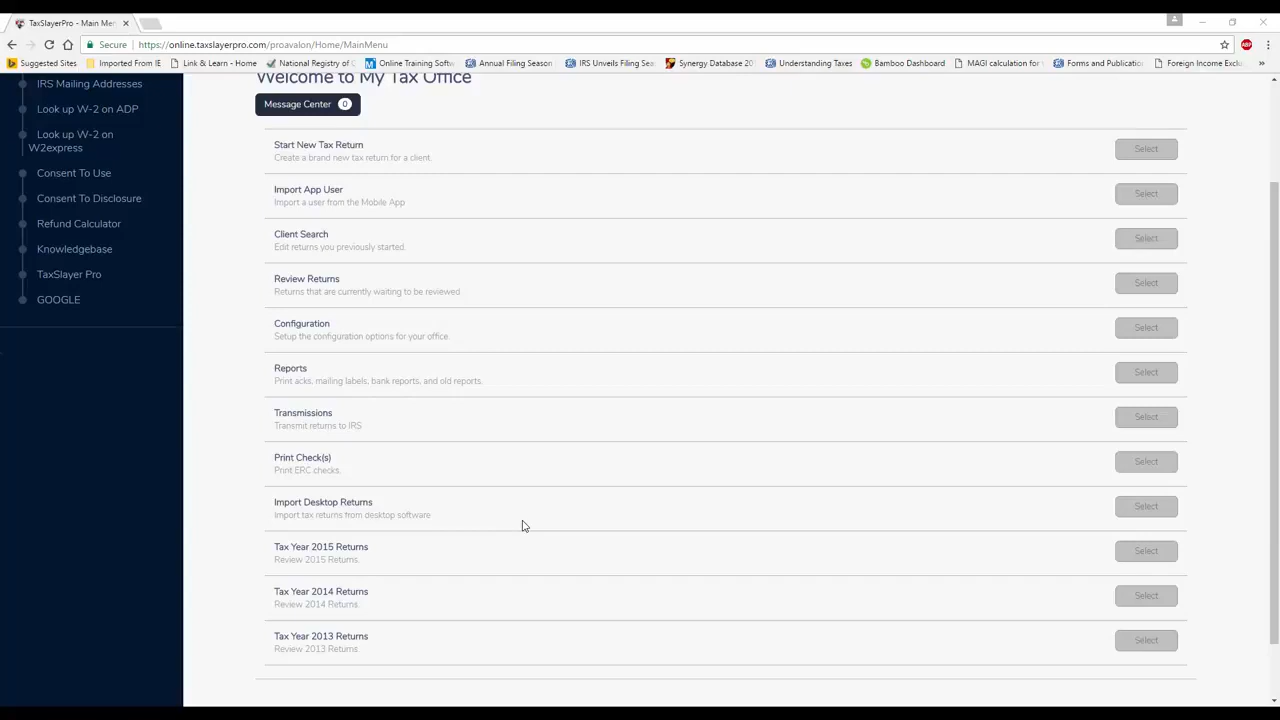 TaxSlayerPro - Main Men
Secure https://online.taxslayerpro.com/proavalon/Home/MainMenu
ABP
Suggested Sites Imported From IE Link & Learn - Home National Registry of C Online Training Softw Annual Filing Season IRS Unveils Filing Sea Synergy Database 20 Understanding Taxes Bamboo Dashboard MAGI calculation for Forms and Publication Foreign Income Exclu »
IRS Mailing Addresses
Look up W-2 on ADP
Look up W-2 on
W2express
Consent To Use
Consent To Disclosure
Refund Calculator
Knowledgebase
TaxSlayer Pro
GOOGLE
Welcome to My Tax Office
Message Center 0
Start New Tax Return
Create a brand new tax return for a client.
Select
Import App User
Import a user from the Mobile App
Select
Client Search
Edit returns you previously started.
Select
Review Returns
Returns that are currently waiting to be reviewed.
Select
Configuration
Setup the configuration options for your office.
Select
Reports
Print acks, mailing labels, bank reports, and old reports.
Select
Transmissions
Transmit returns to IRS
Select
Print Check(s)
Print ERC checks.
Select
Import Desktop Returns
Import tax returns from desktop software
Select
Tax Year 2015 Returns
Review 2015 Returns.
Select
Tax Year 2014 Returns
Review 2014 Returns.
Select
Tax Year 2013 Returns
Review 2013 Returns.
Select